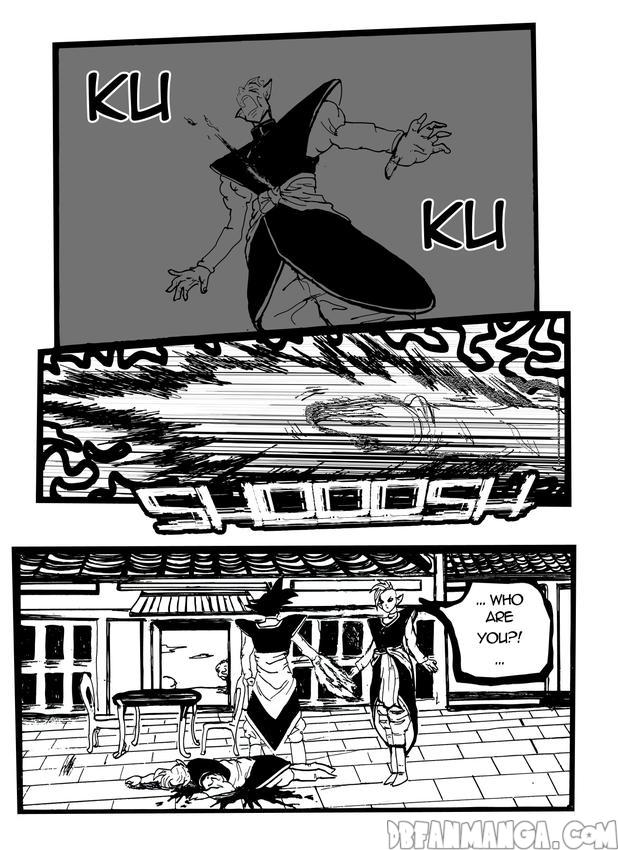 KU
KU
SHOOOSH
... WHO
ARE
YOU?!
...
DBFANMANGA.COM